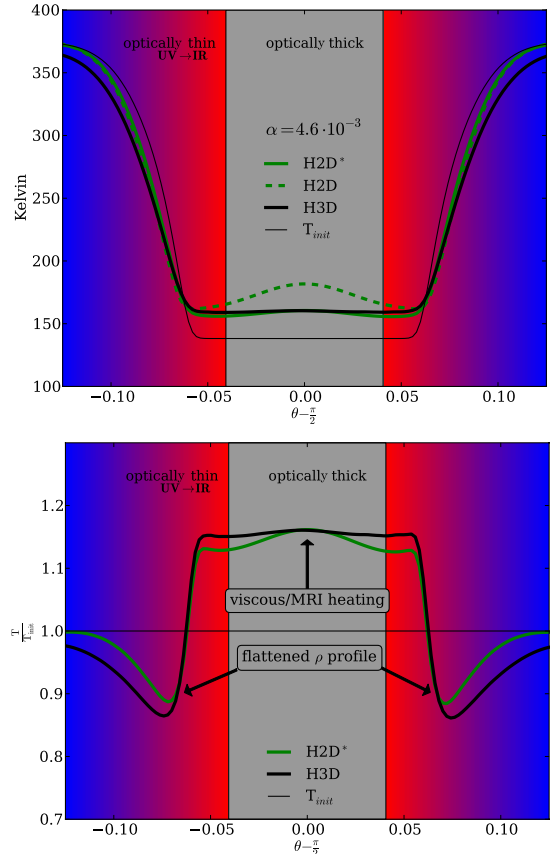 400
350
300
250
200
150
100
Kelvin
optically thin
UV→IR
optically thick
α=4.6·10⁻³
H2D*
H2D
H3D
T_init
−0.10
−0.05
0.00
0.05
0.10
θ−π/2
optically thin
UV→IR
optically thick
1.2
1.1
1.0
0.9
0.8
0.7
T/T_init
viscous/MRI heating
flattened ρ profile
H2D*
H3D
T_init
−0.10
−0.05
0.00
0.05
0.10
θ−π/2